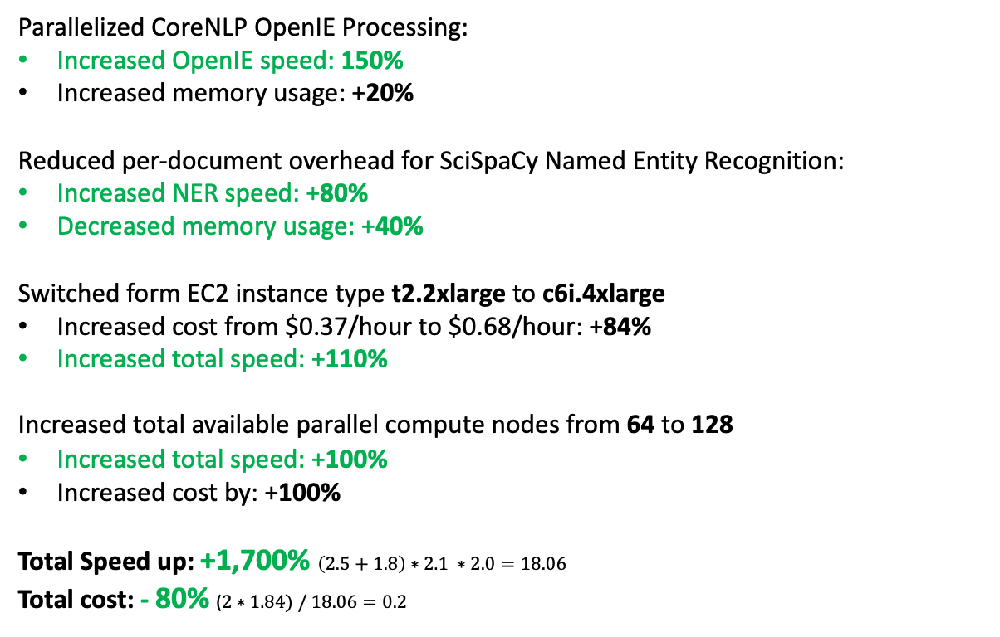 Parallelized CoreNLP OpenIE Processing:
• Increased OpenIE speed: 150%
• Increased memory usage: +20%
Reduced per-document overhead for SciSpaCy Named Entity Recognition:
• Increased NER speed: +80%
• Decreased memory usage: +40%
Switched form EC2 instance type t2.2xlarge to c6i.4xlarge
• Increased cost from $0.37/hour to $0.68/hour: +84%
• Increased total speed: +110%
Increased total available parallel compute nodes from 64 to 128
• Increased total speed: +100%
• Increased cost by: +100%
Total Speed up: +1,700% (2.5 + 1.8) ∗ 2.1 ∗ 2.0 = 18.06
Total cost: - 80% (2 ∗ 1.84) / 18.06 = 0.2